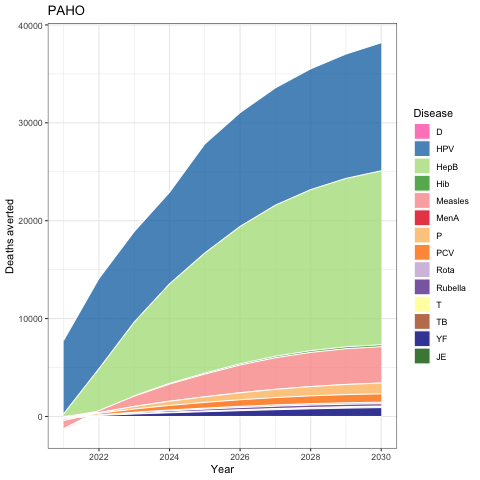 PAHO
Deaths averted
40000
30000
20000
10000
0
2022
2024
2026
2028
2030
Year
Disease
D
HPV
HepB
Hib
Measles
MenA
P
PCV
Rota
Rubella
T
TB
YF
JE